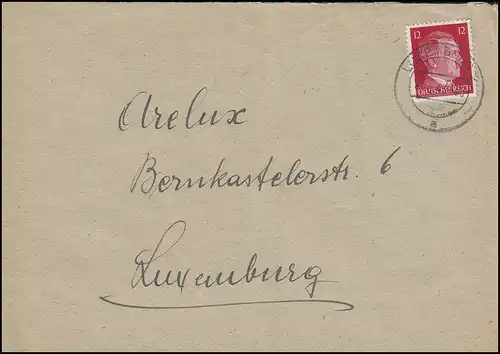 12 12
DEUTSCHES REICH
a
Arelux
Bernkastelerstr. 6
Luxemburg